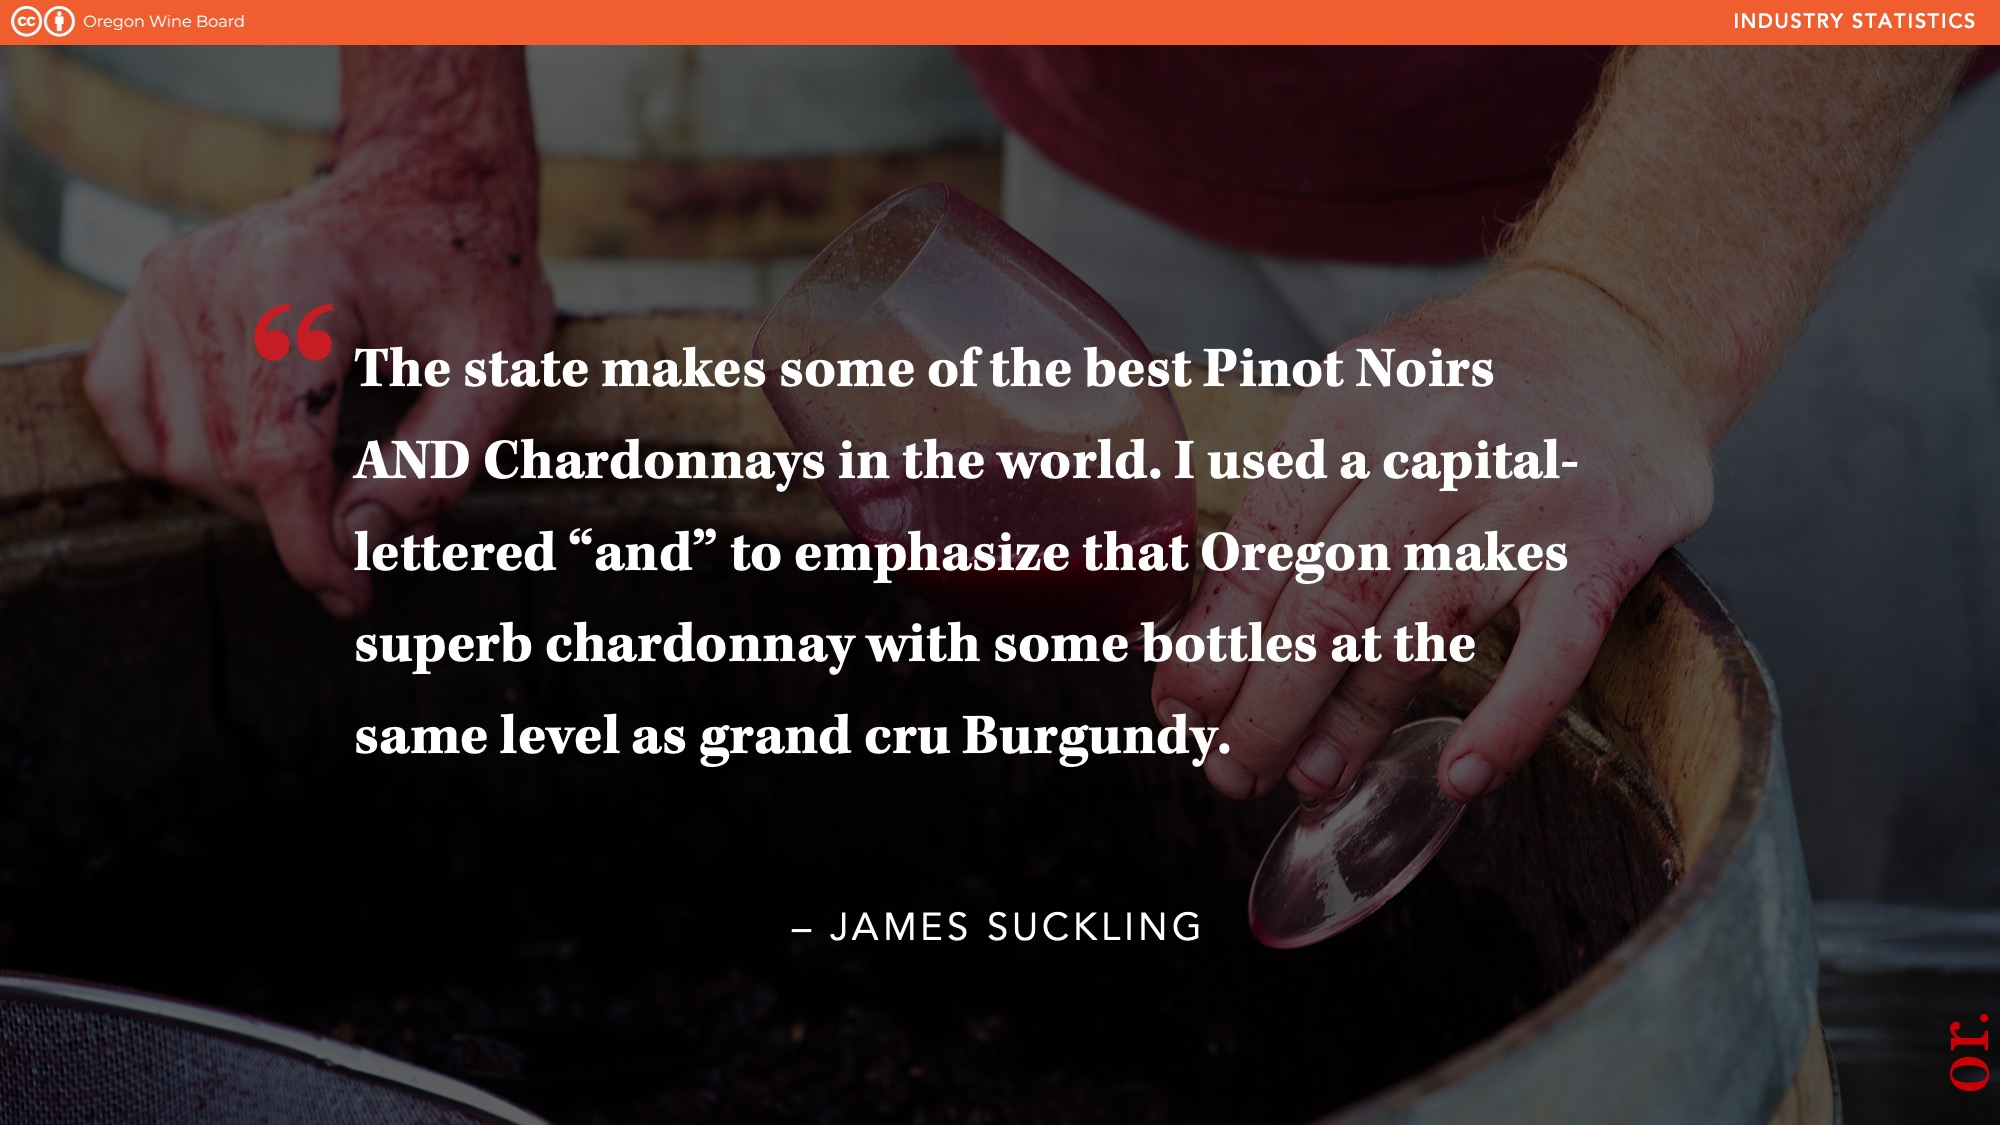 cc Oregon Wine Board
INDUSTRY STATISTICS
“
The state makes some of the best Pinot Noirs
AND Chardonnays in the world. I used a capital-
lettered “and” to emphasize that Oregon makes
superb chardonnay with some bottles at the
same level as grand cru Burgundy.
– JAMES SUCKLING
or.